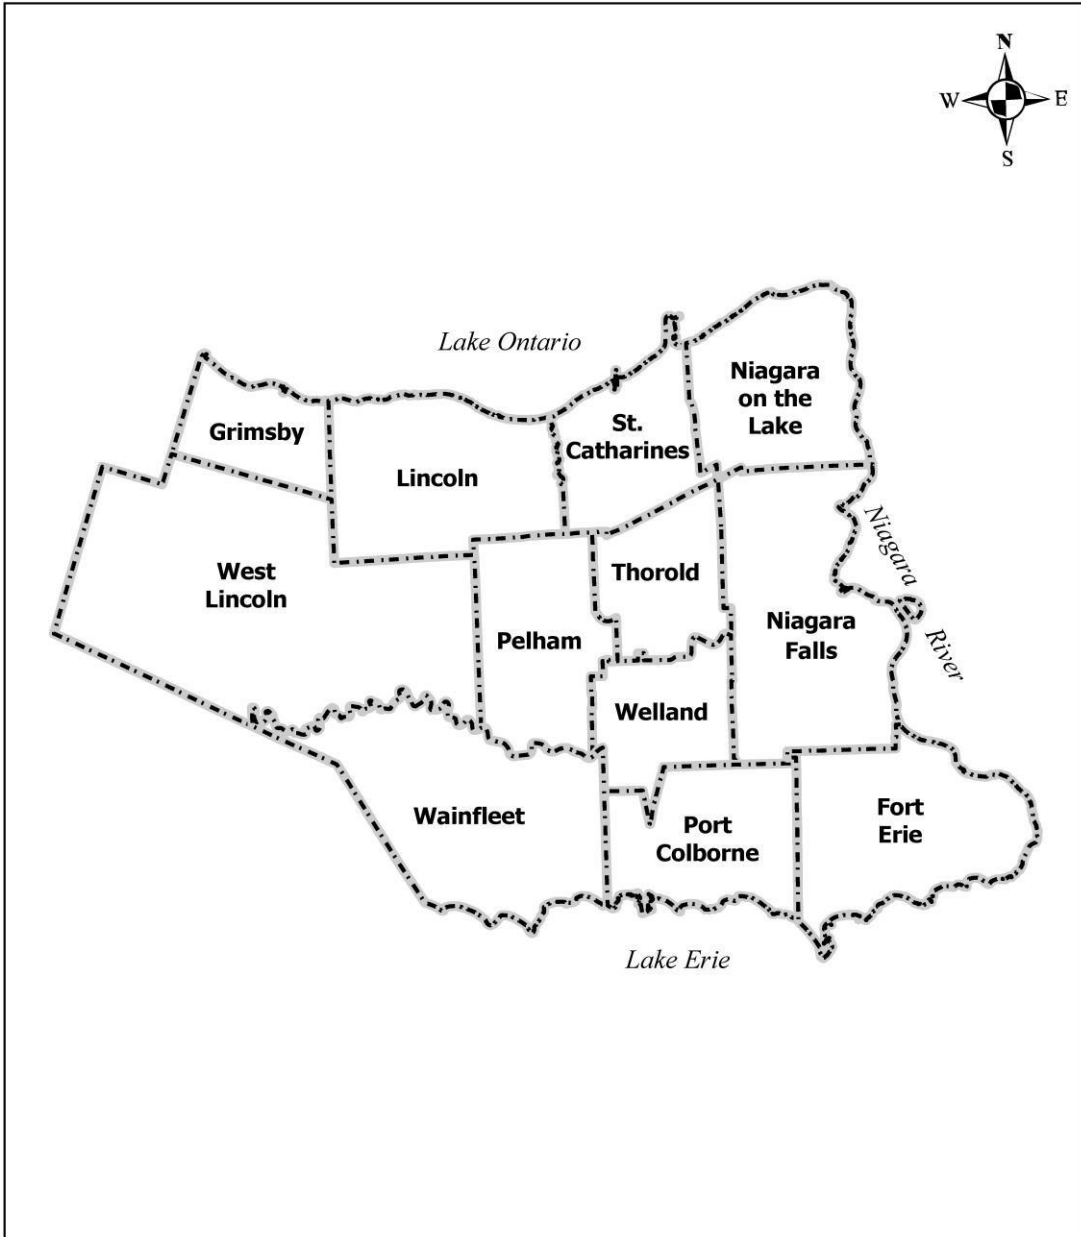 N
W E
S
Lake Ontario
Niagara
on the
Lake
Grimsby
St.
Catharines
Lincoln
Niagara
River
West
Lincoln
Thorold
Pelham
Niagara
Falls
Welland
Wainfleet
Port
Colborne
Fort
Erie
Lake Erie